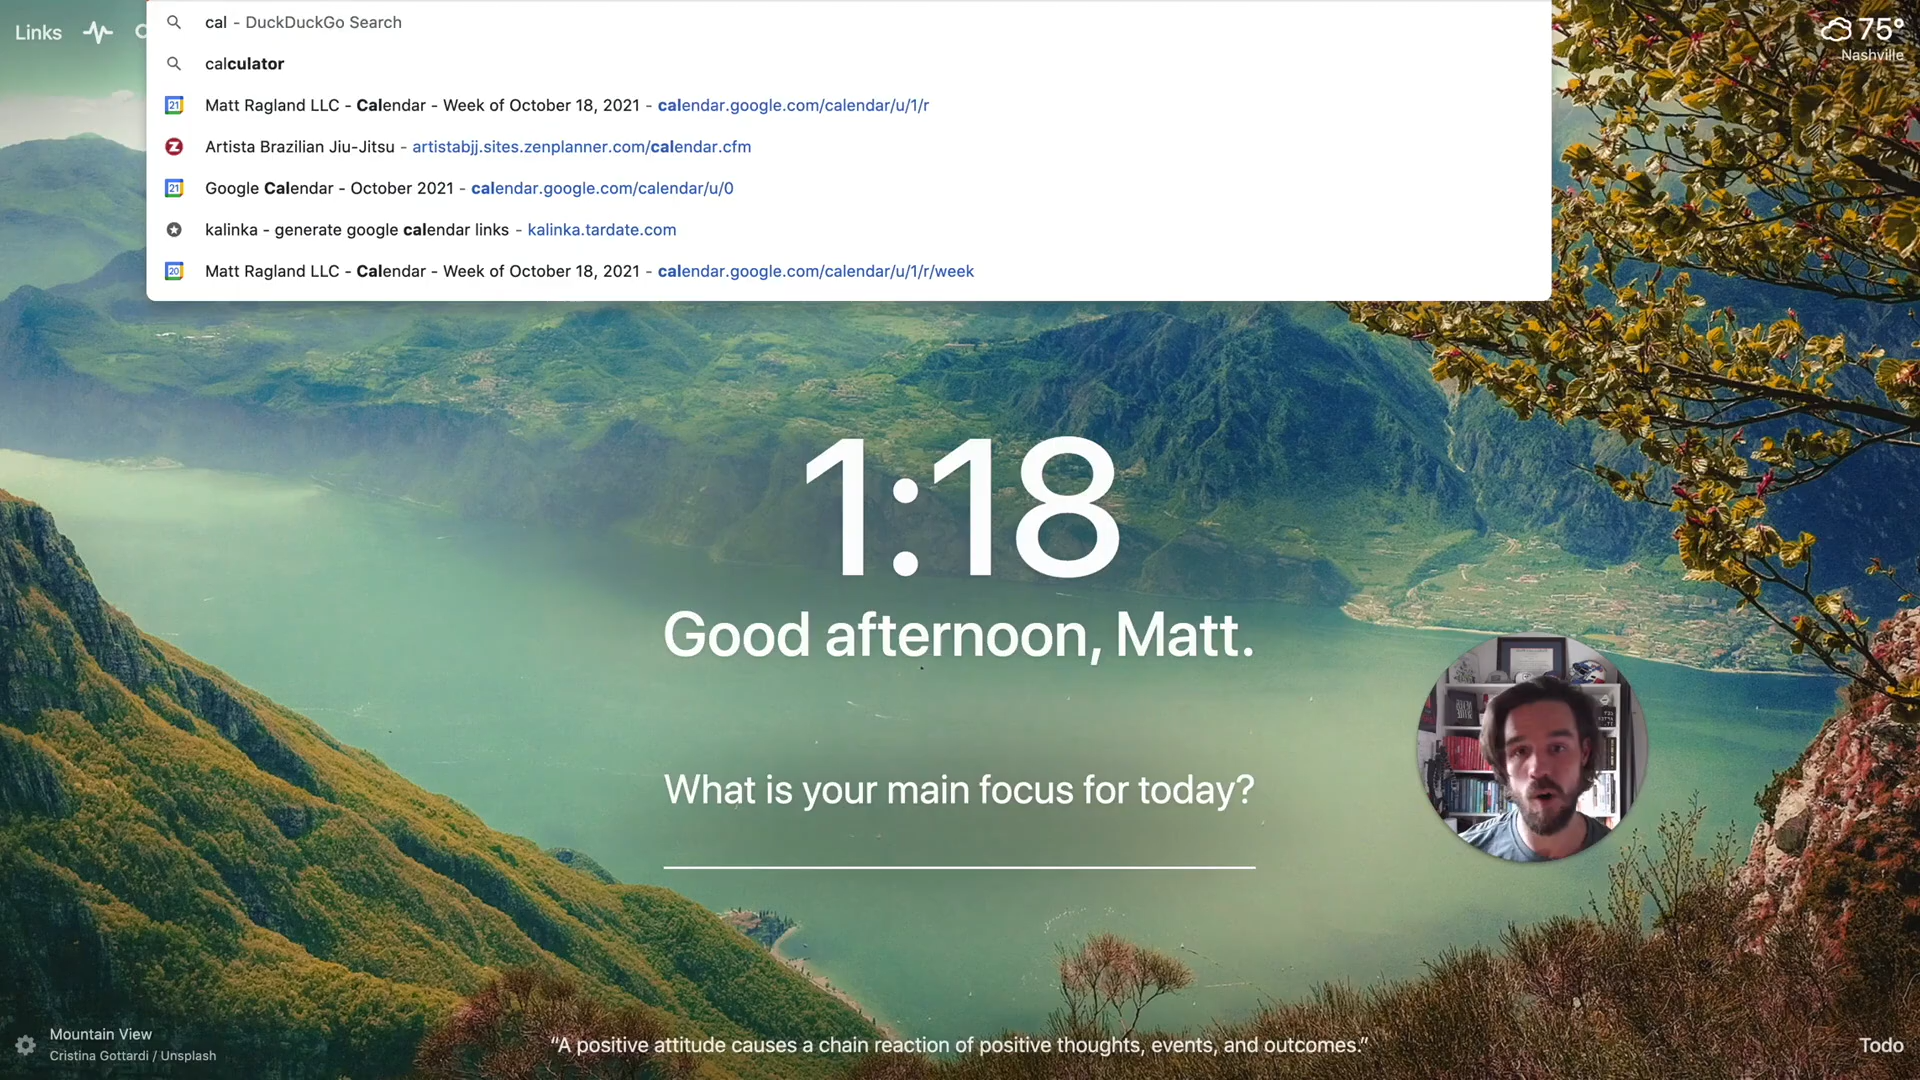 Links
cal - DuckDuckGo Search
calculator
Matt Ragland LLC - Calendar - Week of October 18, 2021 - calendar.google.com/calendar/u/1/r
Artista Brazilian Jiu-Jitsu - artistabjj.sites.zenplanner.com/calendar.cfm
Google Calendar - October 2021 - calendar.google.com/calendar/u/0
kalinka - generate google calendar links - kalinka.tardate.com
Matt Ragland LLC - Calendar - Week of October 18, 2021 - calendar.google.com/calendar/u/1/r/week
21
21
20
75°
Nashville
1:18
Good afternoon, Matt.
What is your main focus for today?
Mountain View
Cristina Gottardi / Unsplash
“A positive attitude causes a chain reaction of positive thoughts, events, and outcomes.”
Todo